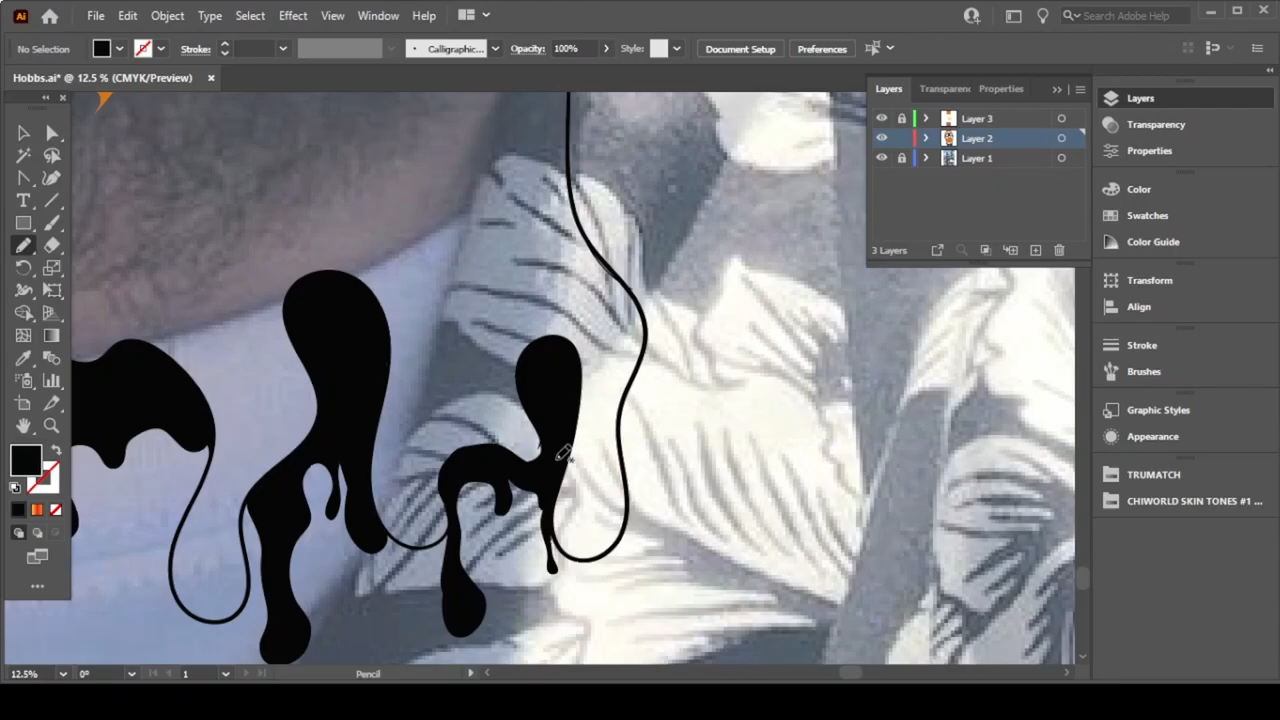 Ai File Edit Object Type Select Effect View Window Help Search Adobe Help
No Selection Stroke: Calligraphic... Opacity: 100% Style: Document Setup Preferences
Hobbs.ai* @ 12.5 % (CMYK/Preview)
Layers Transparenc Properties
Layer 3
Layer 2
Layer 1
3 Layers
Layers
Transparency
Properties
Color
Swatches
Color Guide
Transform
Align
Stroke
Brushes
Graphic Styles
Appearance
TRUMATCH
CHIWORLD SKIN TONES #1 ...
12.5% 0° 1 Pencil